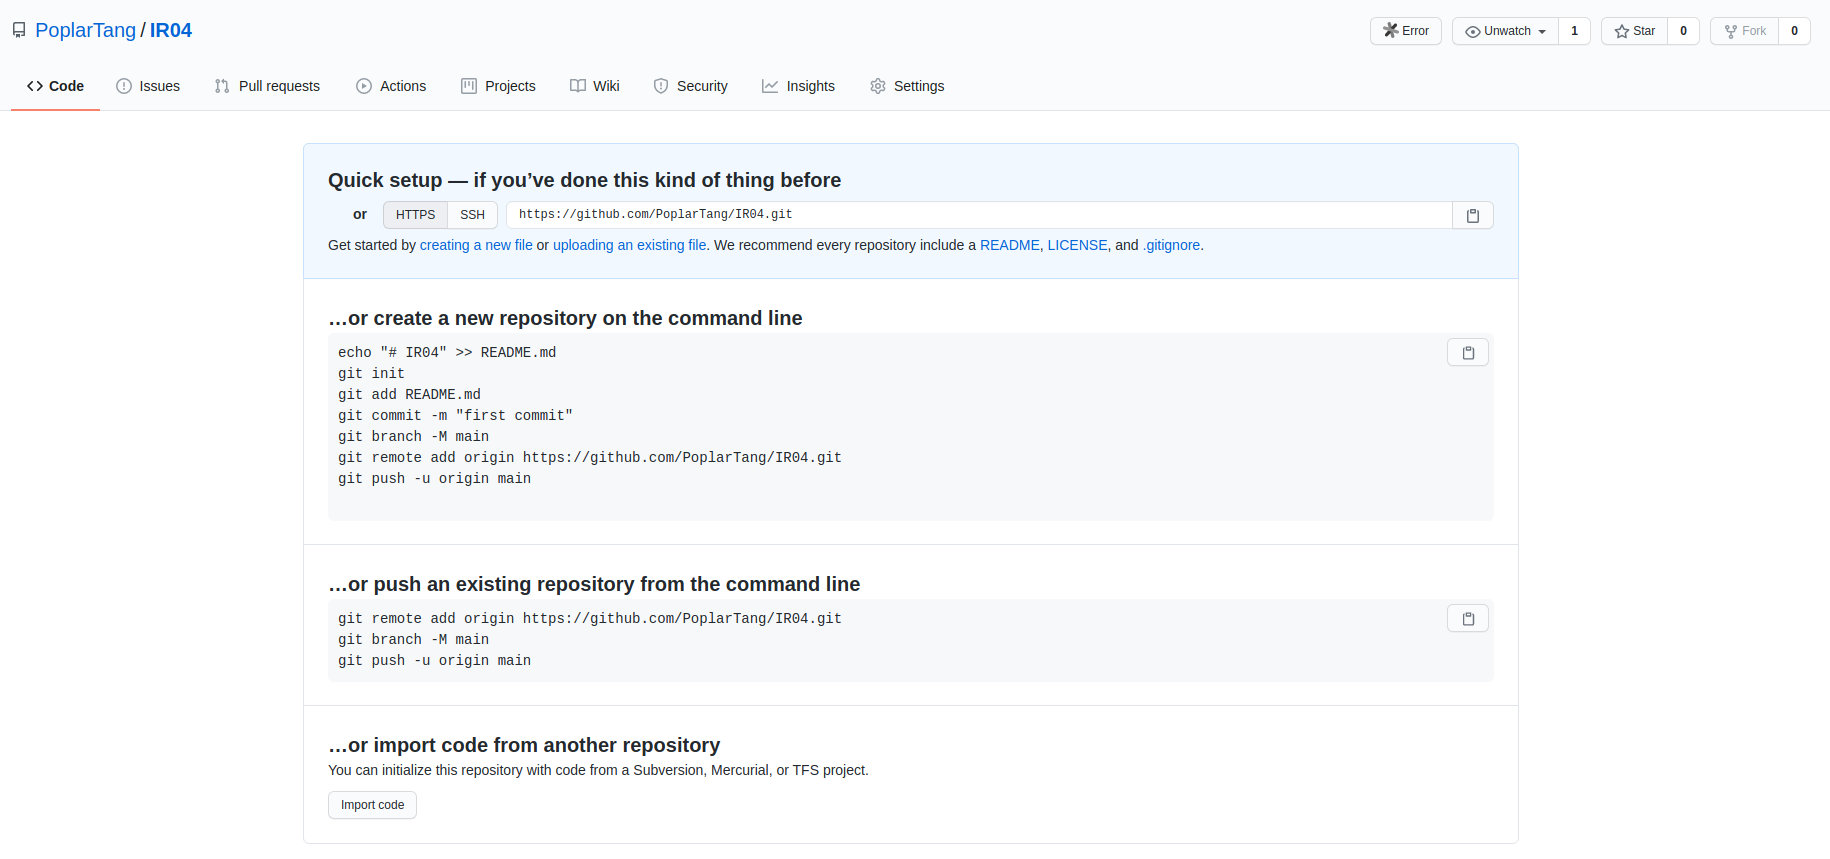 PoplarTang / IR04
Error
Unwatch 1
Star 0
Fork 0
Code Issues Pull requests Actions Projects Wiki Security Insights Settings
Quick setup — if you’ve done this kind of thing before
or HTTPS SSH https://github.com/PoplarTang/IR04.git
Get started by creating a new file or uploading an existing file. We recommend every repository include a README, LICENSE, and .gitignore.
…or create a new repository on the command line
echo "# IR04" >> README.md
git init
git add README.md
git commit -m "first commit"
git branch -M main
git remote add origin https://github.com/PoplarTang/IR04.git
git push -u origin main
…or push an existing repository from the command line
git remote add origin https://github.com/PoplarTang/IR04.git
git branch -M main
git push -u origin main
…or import code from another repository
You can initialize this repository with code from a Subversion, Mercurial, or TFS project.
Import code